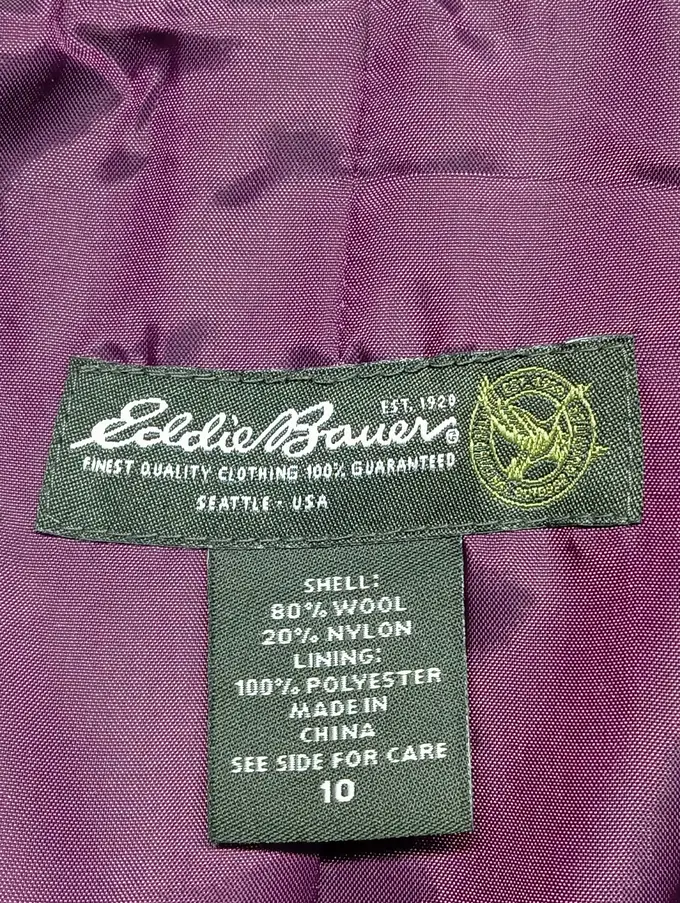 EST. 1920
Eddie Bauer®
FINEST QUALITY CLOTHING 100% GUARANTEED
SEATTLE - USA
SHELL:
80% WOOL
20% NYLON
LINING:
100% POLYESTER
MADE IN
CHINA
SEE SIDE FOR CARE
10